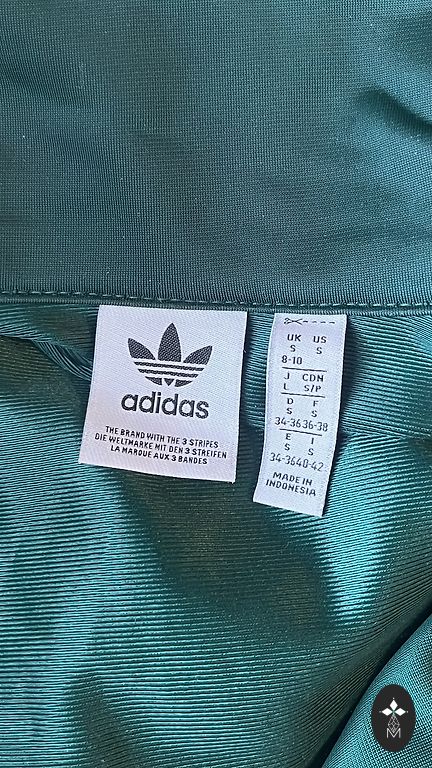 adidas
THE BRAND WITH THE 3 STRIPES
DIE WELTMARKE MIT DEN 3 STREIFEN
LA MARQUE AUX 3 BANDES
UK US
S S
8-10
J CDN
L S/P
D F
S S
34-36 36-38
E I
S S
34-36 40-42
MADE IN
INDONESIA
M